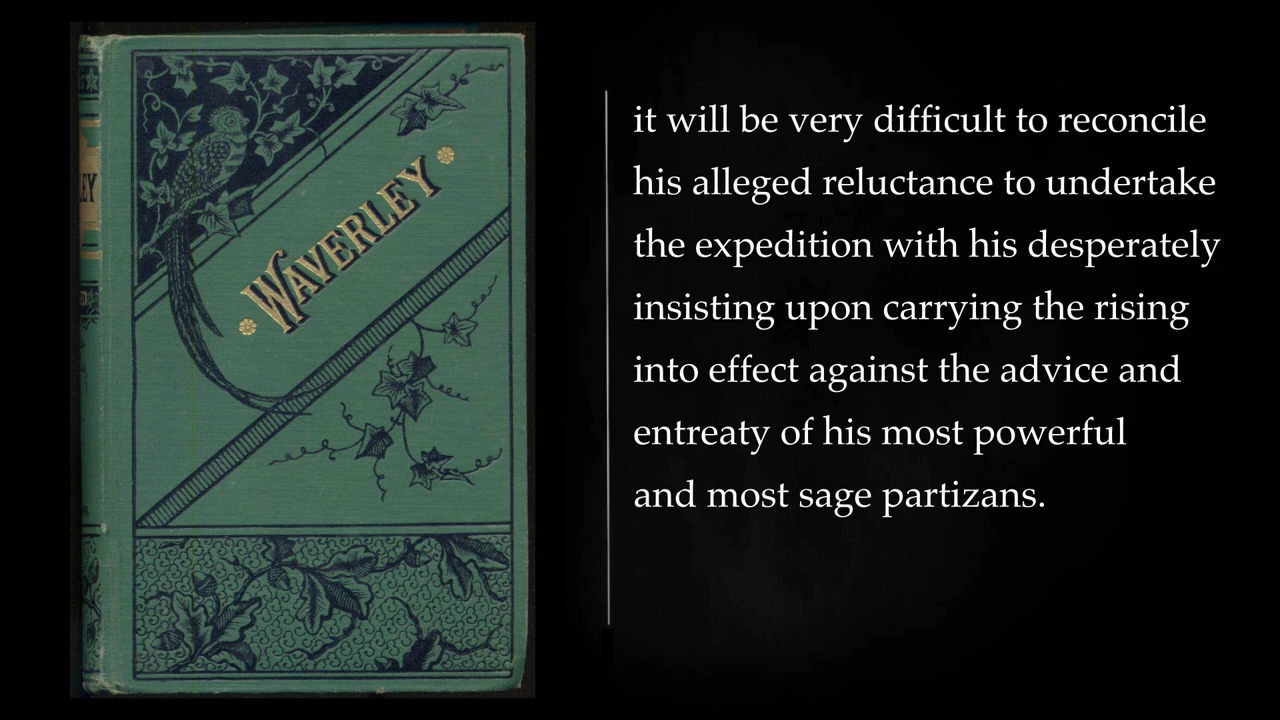 WAVERLEY
EY
it will be very difficult to reconcile
his alleged reluctance to undertake
the expedition with his desperately
insisting upon carrying the rising
into effect against the advice and
entreaty of his most powerful
and most sage partizans.